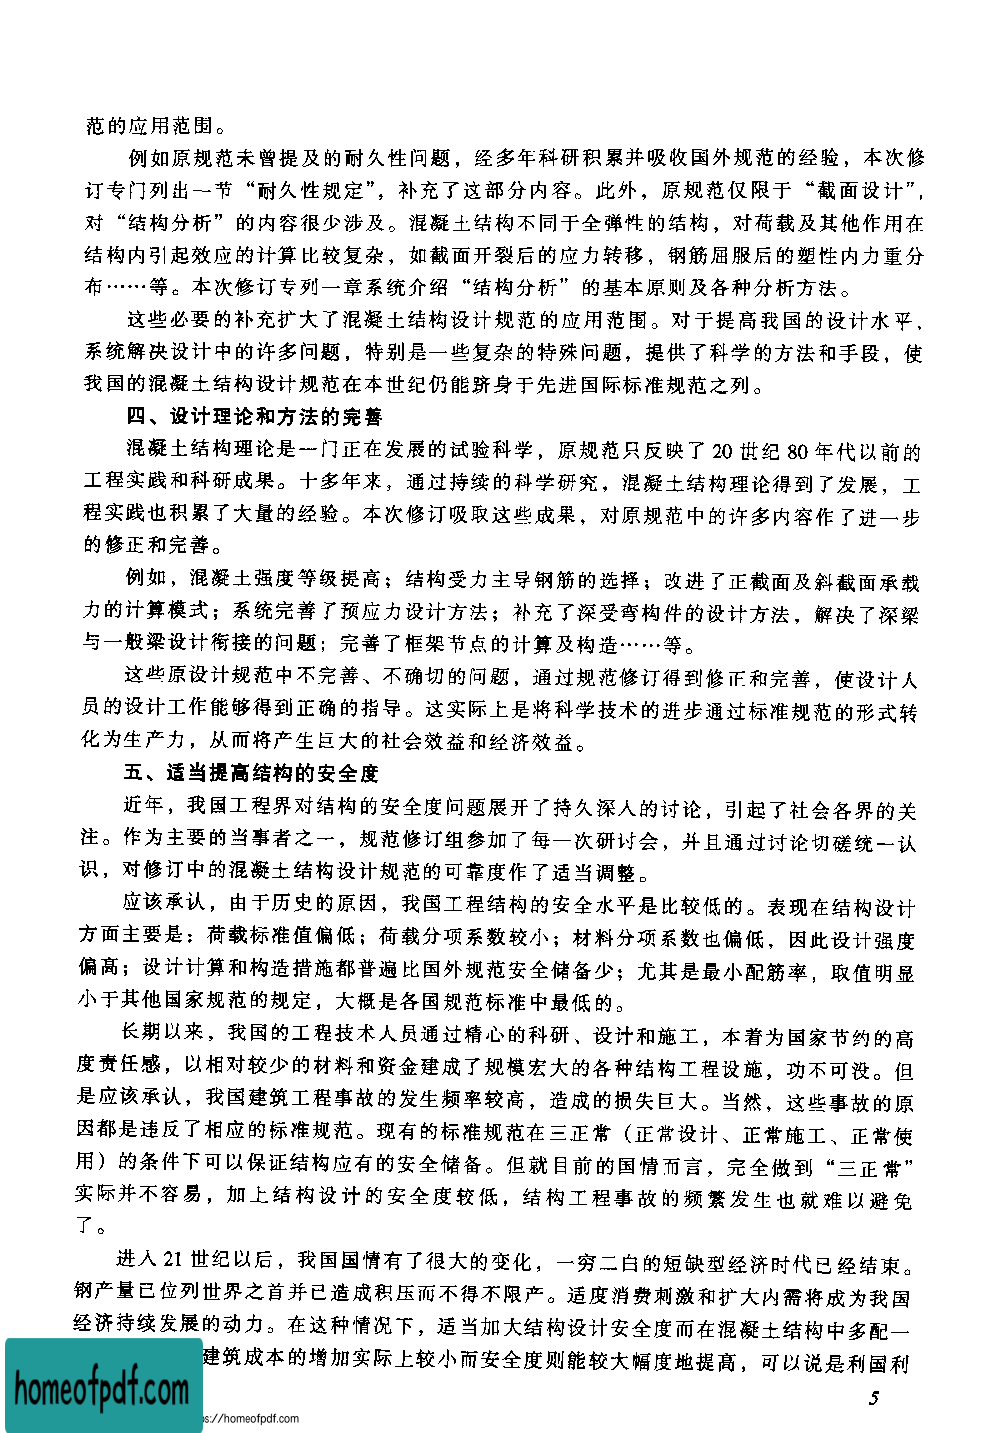 范的应用范围。
例如原规范未曾提及的耐久性问题，经多年科研积累并吸收国外规范的经验，本次修
订专门列出一节“耐久性规定”，补充了这部分内容。此外，原规范仅限于“截面设计”，
对“结构分析”的内容很少涉及。混凝土结构不同于全弹性的结构，对荷载及其他作用在
结构内引起效应的计算比较复杂，如截面开裂后的应力转移，钢筋屈服后的塑性内力重分
布……等。本次修订专列一章系统介绍“结构分析”的基本原则及各种分析方法。
这些必要的补充扩大了混凝土结构设计规范的应用范围。对于提高我国的设计水平，
系统解决设计中的许多问题，特别是一些复杂的特殊问题，提供了科学的方法和手段，使
我国的混凝土结构设计规范在本世纪仍能跻身于先进国际标准规范之列。
四、设计理论和方法的完善
混凝土结构理论是一门正在发展的试验科学，原规范只反映了 20 世纪 80 年代以前的
工程实践和科研成果。十多年来，通过持续的科学研究，混凝土结构理论得到了发展，工
程实践也积累了大量的经验。本次修订吸取这些成果，对原规范中的许多内容作了进一步
的修正和完善。
例如，混凝土强度等级提高；结构受力主导钢筋的选择；改进了正截面及斜截面承载
力的计算模式；系统完善了预应力设计方法；补充了深受弯构件的设计方法，解决了深梁
与一般梁设计衔接的问题；完善了框架节点的计算及构造……等。
这些原设计规范中不完善、不确切的问题，通过规范修订得到修正和完善，使设计人
员的设计工作能够得到正确的指导。这实际上是将科学技术的进步通过标准规范的形式转
化为生产力，从而将产生巨大的社会效益和经济效益。
五、适当提高结构的安全度
近年，我国工程界对结构的安全度问题展开了持久深入的讨论，引起了社会各界的关
注。作为主要的当事者之一，规范修订组参加了每一次研讨会，并且通过讨论切磋统一认
识，对修订中的混凝土结构设计规范的可靠度作了适当调整。
应该承认，由于历史的原因，我国工程结构的安全水平是比较低的。表现在结构设计
方面主要是：荷载标准值偏低；荷载分项系数较小；材料分项系数也偏低，因此设计强度
偏高；设计计算和构造措施都普遍比国外规范安全储备少；尤其是最小配筋率，取值明显
小于其他国家规范的规定，大概是各国规范标准中最低的。
长期以来，我国的工程技术人员通过精心的科研、设计和施工，本着为国家节约的高
度责任感，以相对较少的材料和资金建成了规模宏大的各种结构工程设施，功不可没。但
是应该承认，我国建筑工程事故的发生频率较高，造成的损失巨大。当然，这些事故的原
因都是违反了相应的标准规范。现有的标准规范在三正常（正常设计、正常施工、正常使
用）的条件下可以保证结构应有的安全储备。但就目前的国情而言，完全做到“三正常”
实际并不容易，加上结构设计的安全度较低，结构工程事故的频繁发生也就难以避免
了。
进入 21 世纪以后，我国国情有了很大的变化，一穷二白的短缺型经济时代已经结束。
钢产量已位列世界之首并已造成积压而不得不限产。适度消费刺激和扩大内需将成为我国
经济持续发展的动力。在这种情况下，适当加大结构设计安全度而在混凝土结构中多配一
建筑成本的增加实际上较小而安全度则能较大幅度地提高，可以说是利国利
5
homeofpdf.com
ps://homeofpdf.com